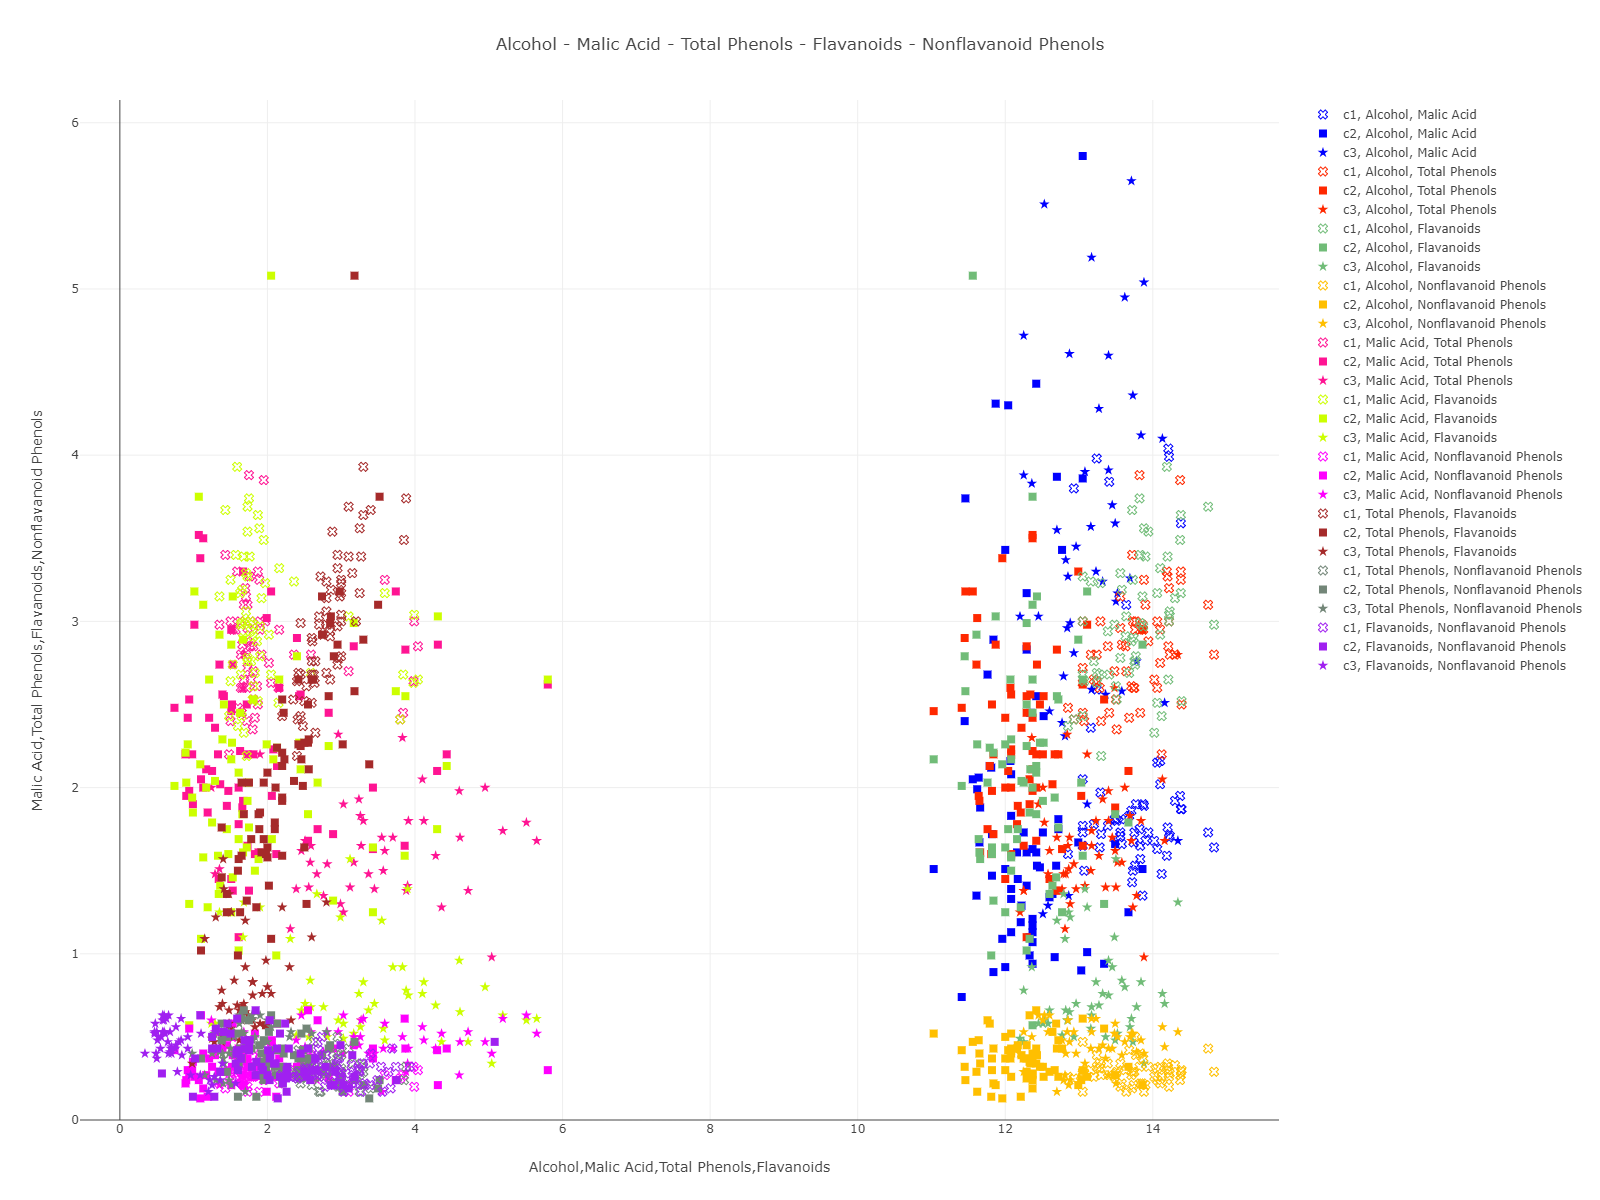 Alcohol - Malic Acid - Total Phenols - Flavanoids - Nonflavanoid Phenols
c1, Alcohol, Malic Acid
c2, Alcohol, Malic Acid
c3, Alcohol, Malic Acid
c1, Alcohol, Total Phenols
c2, Alcohol, Total Phenols
c3, Alcohol, Total Phenols
c1, Alcohol, Flavanoids
c2, Alcohol, Flavanoids
c3, Alcohol, Flavanoids
c1, Alcohol, Nonflavanoid Phenols
c2, Alcohol, Nonflavanoid Phenols
c3, Alcohol, Nonflavanoid Phenols
c1, Malic Acid, Total Phenols
c2, Malic Acid, Total Phenols
c3, Malic Acid, Total Phenols
c1, Malic Acid, Flavanoids
c2, Malic Acid, Flavanoids
c3, Malic Acid, Flavanoids
c1, Malic Acid, Nonflavanoid Phenols
c2, Malic Acid, Nonflavanoid Phenols
c3, Malic Acid, Nonflavanoid Phenols
c1, Total Phenols, Flavanoids
c2, Total Phenols, Flavanoids
c3, Total Phenols, Flavanoids
c1, Total Phenols, Nonflavanoid Phenols
c2, Total Phenols, Nonflavanoid Phenols
c3, Total Phenols, Nonflavanoid Phenols
c1, Flavanoids, Nonflavanoid Phenols
c2, Flavanoids, Nonflavanoid Phenols
c3, Flavanoids, Nonflavanoid Phenols
Malic Acid,Total Phenols,Flavanoids,Nonflavanoid Phenols
6
5
4
3
2
1
0
0 2 4 6 8 10 12 14
Alcohol,Malic Acid,Total Phenols,Flavanoids